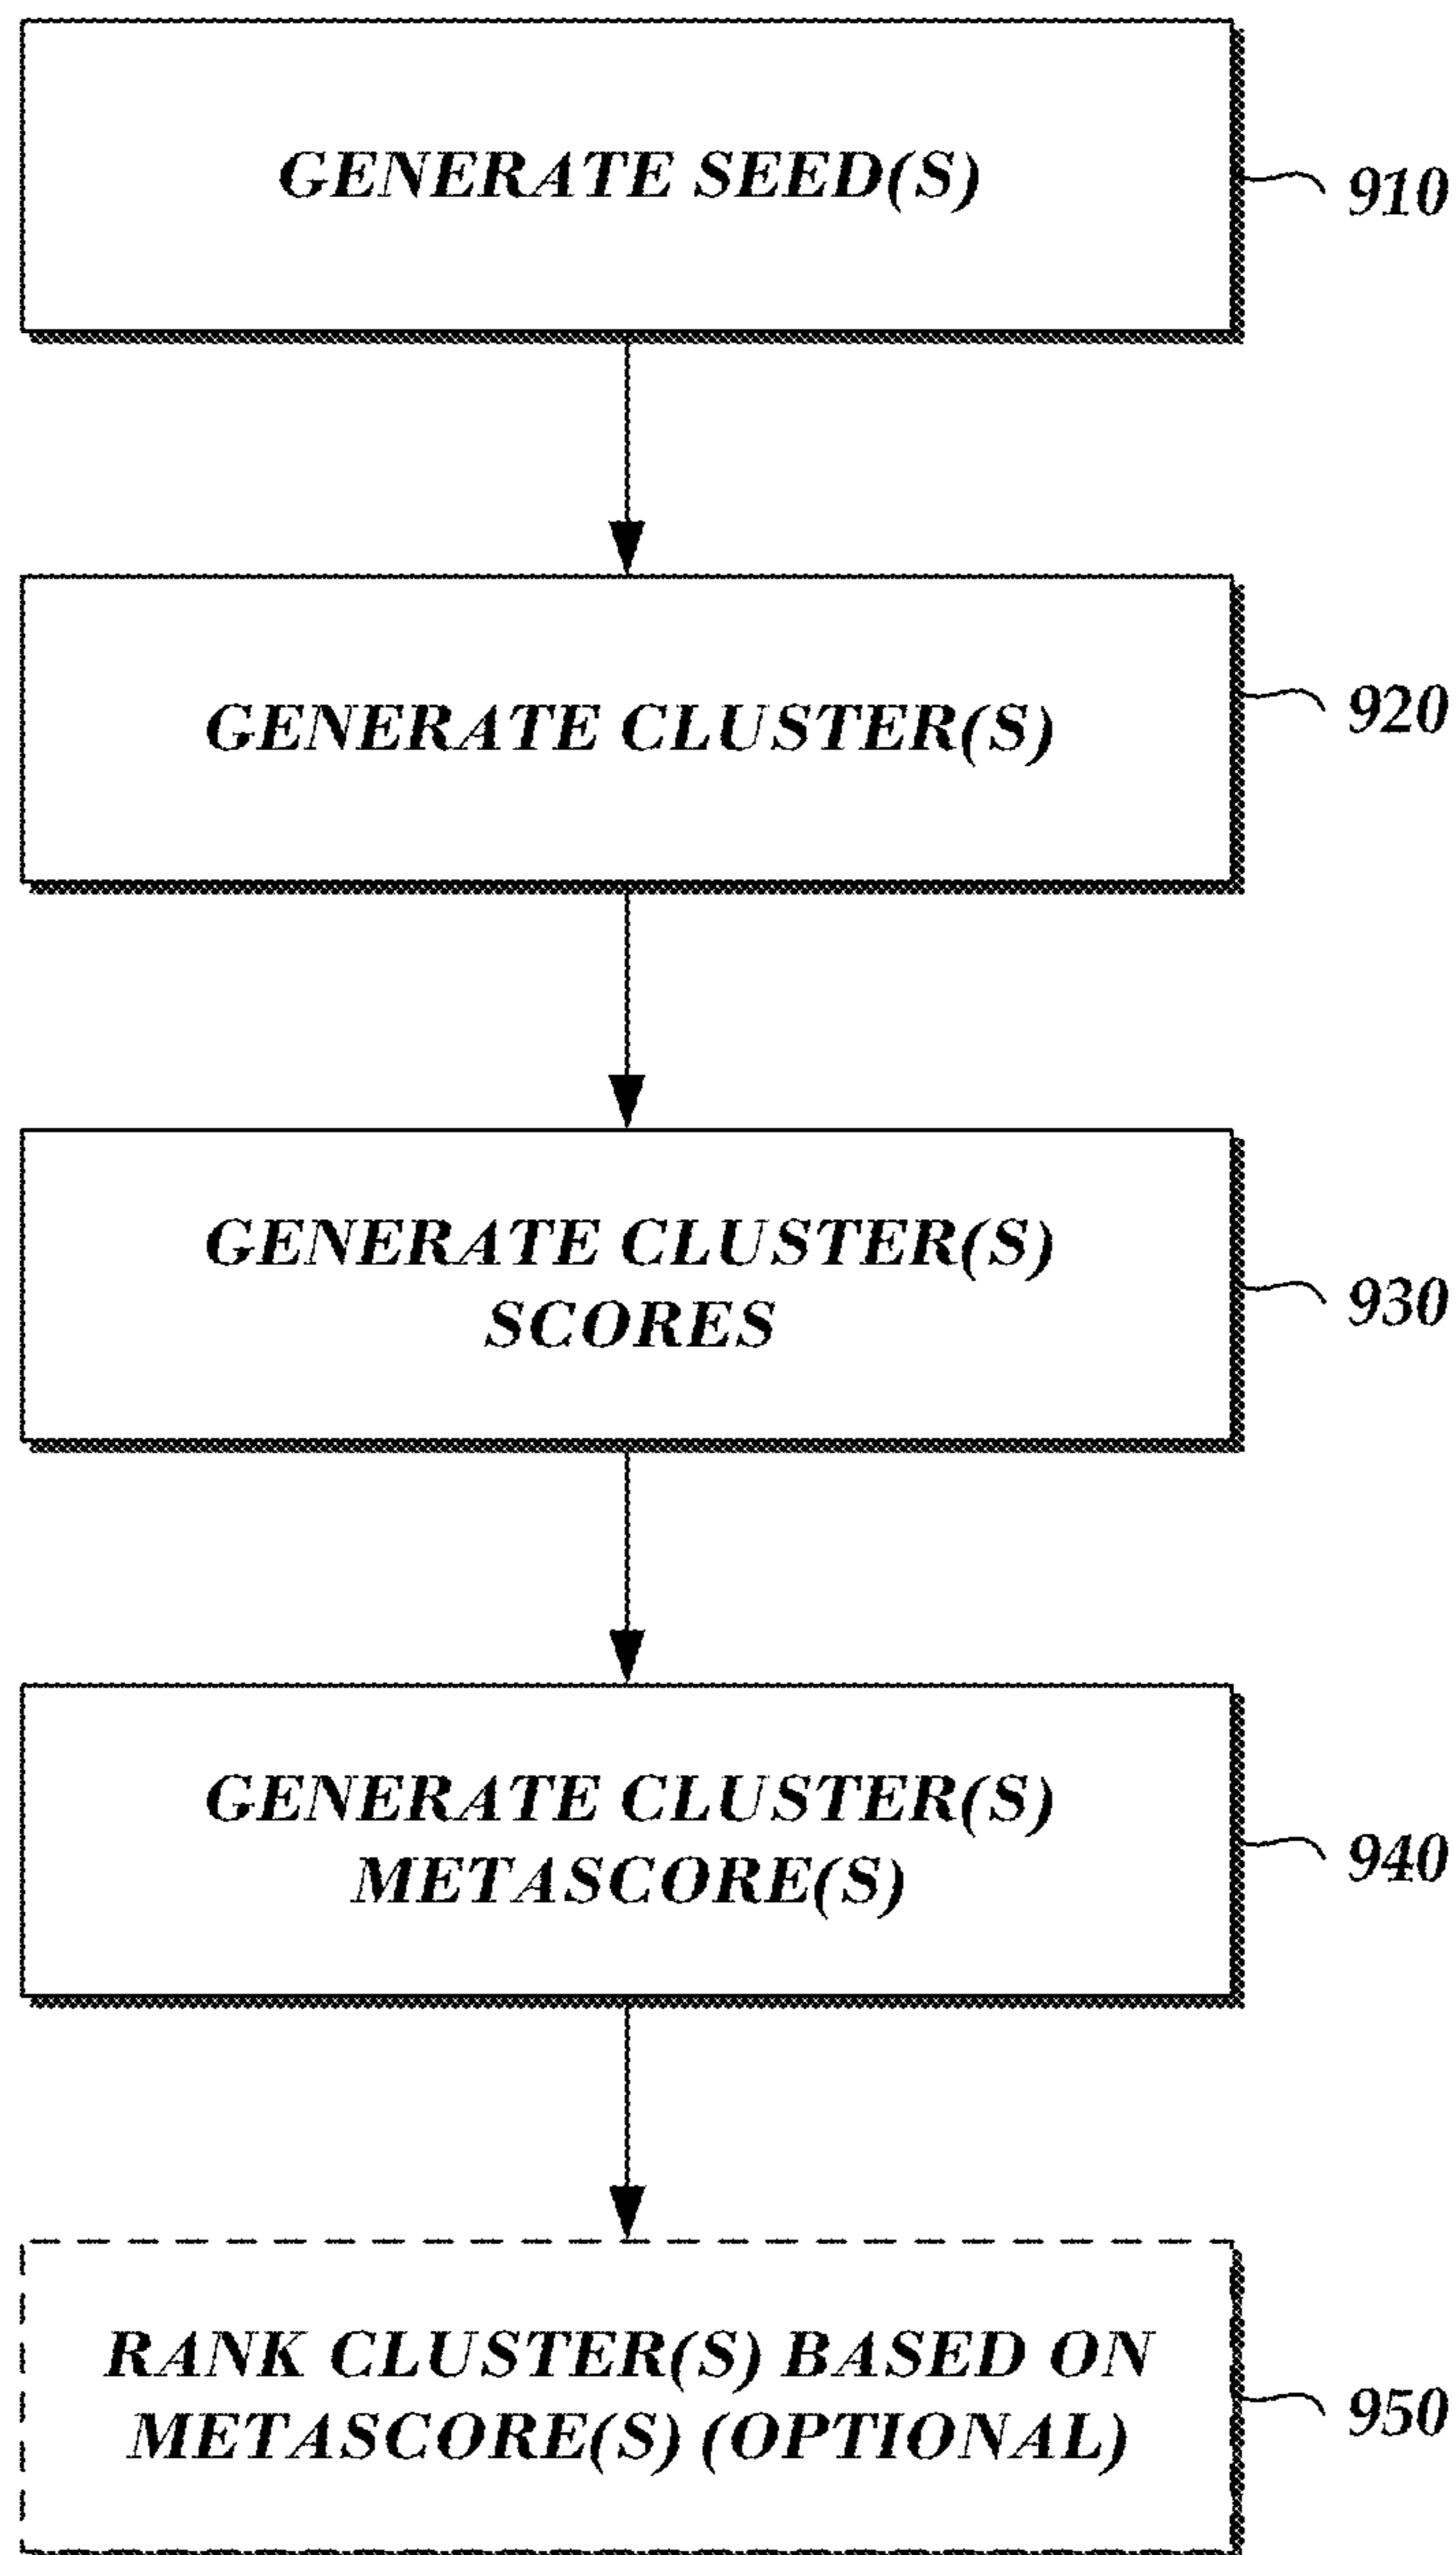 GENERATE SEED(S)
910
GENERATE CLUSTER(S)
920
GENERATE CLUSTER(S)
SCORES
930
GENERATE CLUSTER(S)
METASCORE(S)
940
RANK CLUSTER(S) BASED ON
METASCORE(S) (OPTIONAL)
950